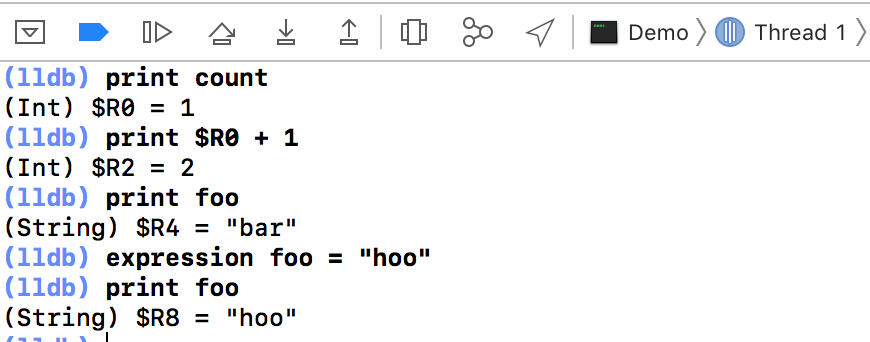 Demo Thread 1
(lldb) print count
(Int) $R0 = 1
(lldb) print $R0 + 1
(Int) $R2 = 2
(lldb) print foo
(String) $R4 = "bar"
(lldb) expression foo = "hoo"
(lldb) print foo
(String) $R8 = "hoo"
(lldb)